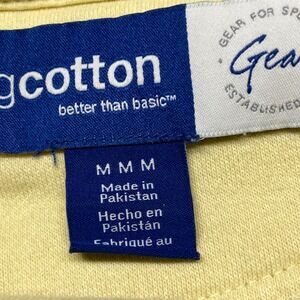 gcotton
better than basic™
GEAR FOR SP
Gea
ESTABLISHED
M M M
Made in
Pakistan
Hecho en
Pakistán
Fabriqué au